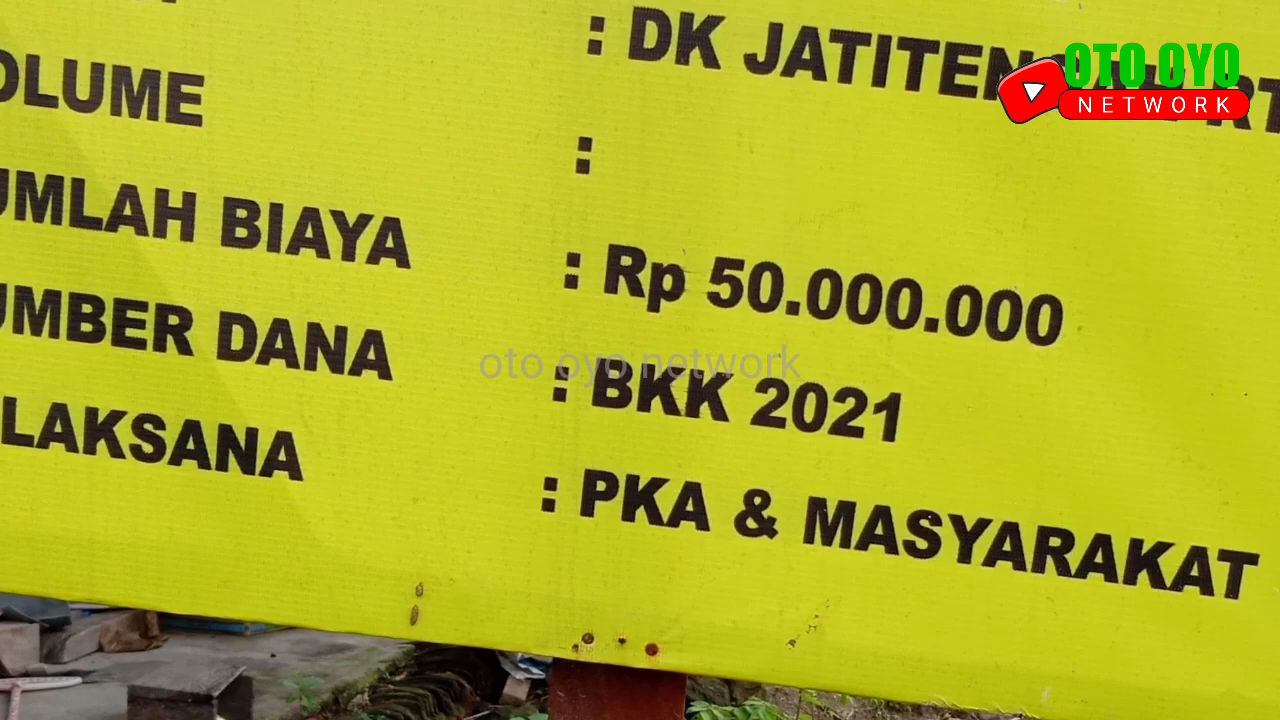 : DK JATITEN
OLUME :
UMLAH BIAYA : Rp 50.000.000
UMBER DANA : BKK 2021
LAKSANA : PKA & MASYARAKAT
OTO OYO
NETWORK
oto oyo network